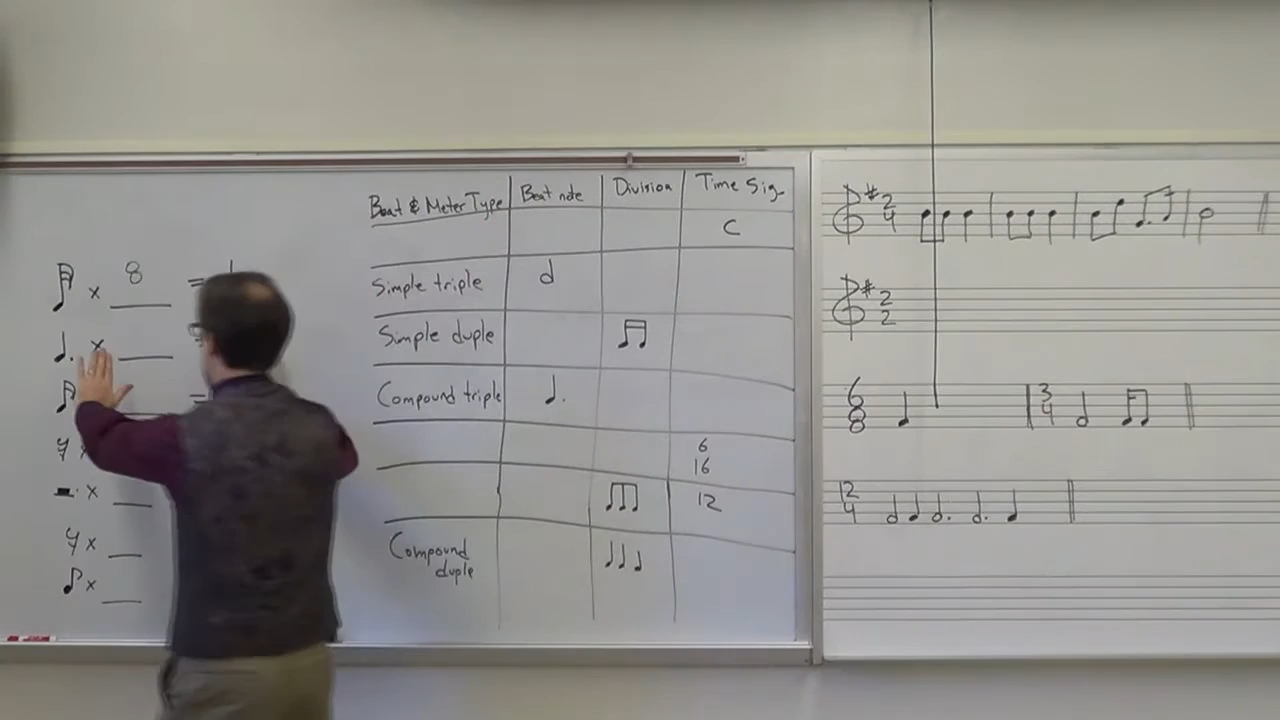 Beat & Meter Type Beat note Division Time Sig.
C
Simple triple
Simple duple
Compound triple
6
16
12
Compound
duple
x 8 =
x
=
x
x
x
2
4
2
2
6
8
3
4
12
4